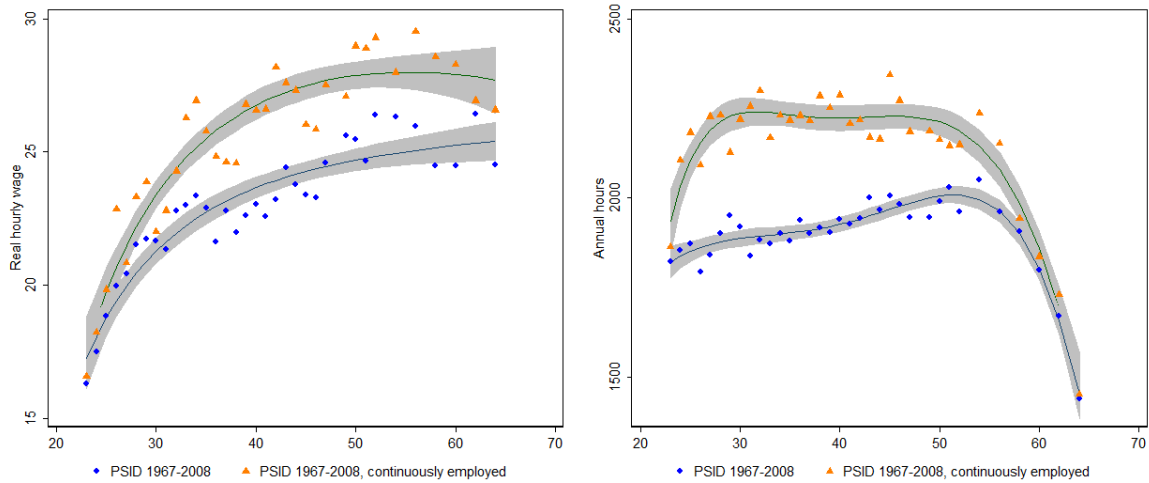 30
25
20
15
Real hourly wage
20 30 40 50 60 70
PSID 1967-2008 PSID 1967-2008, continuously employed
2500
2000
1500
Annual hours
20 30 40 50 60 70
PSID 1967-2008 PSID 1967-2008, continuously employed